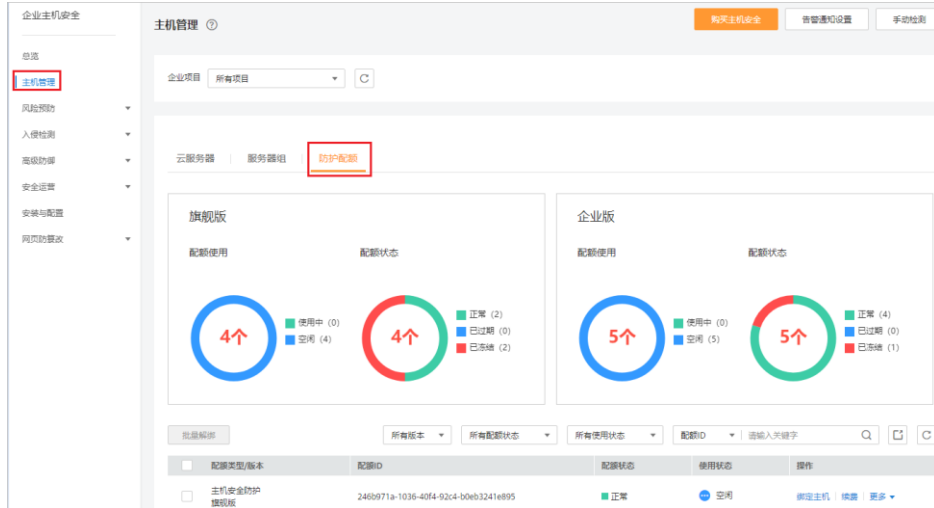 企业主机安全
总览
主机管理
风险预防
入侵检测
高级防御
安全运营
安装与配置
网页防篡改
主机管理
购买主机安全 告警通知设置 手动检测
企业项目 所有项目
云服务器 服务器组 防护配额
旗舰版
配额使用 配额状态
4个
使用中 (0)
空闲 (4)
4个
正常 (2)
已过期 (0)
已冻结 (2)
企业版
配额使用 配额状态
5个
使用中 (0)
空闲 (5)
5个
正常 (4)
已过期 (0)
已冻结 (1)
批量解绑 所有版本 所有配额状态 所有使用状态 配额ID 请输入关键字
配额类型/版本 配额ID 配额状态 使用状态 操作
主机安全防护
旗舰版
246b971a-1036-40f4-92c4-b0eb3241e895 正常 空闲 绑定主机 续费 更多